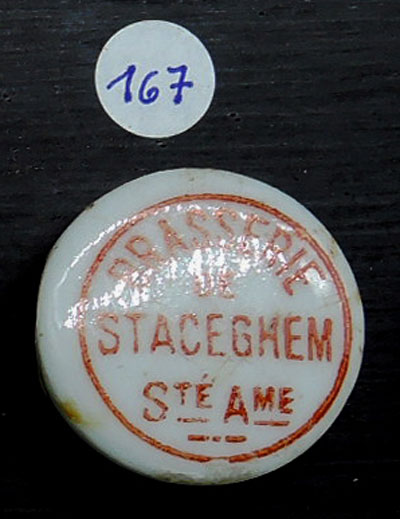 167
BRASSERIE
DE
STACEGHEM
STÉ AME